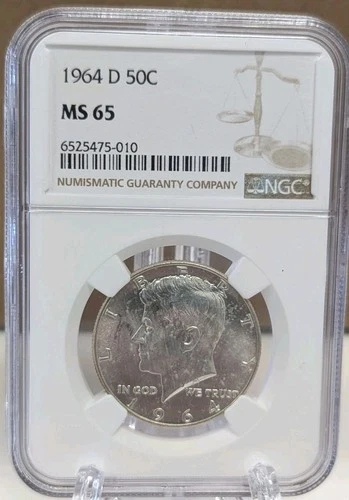 1964 D 50C
MS 65
6525475-010
NUMISMATIC GUARANTY COMPANY
NGC
LIBERTY
IN GOD WE TRUST
1964